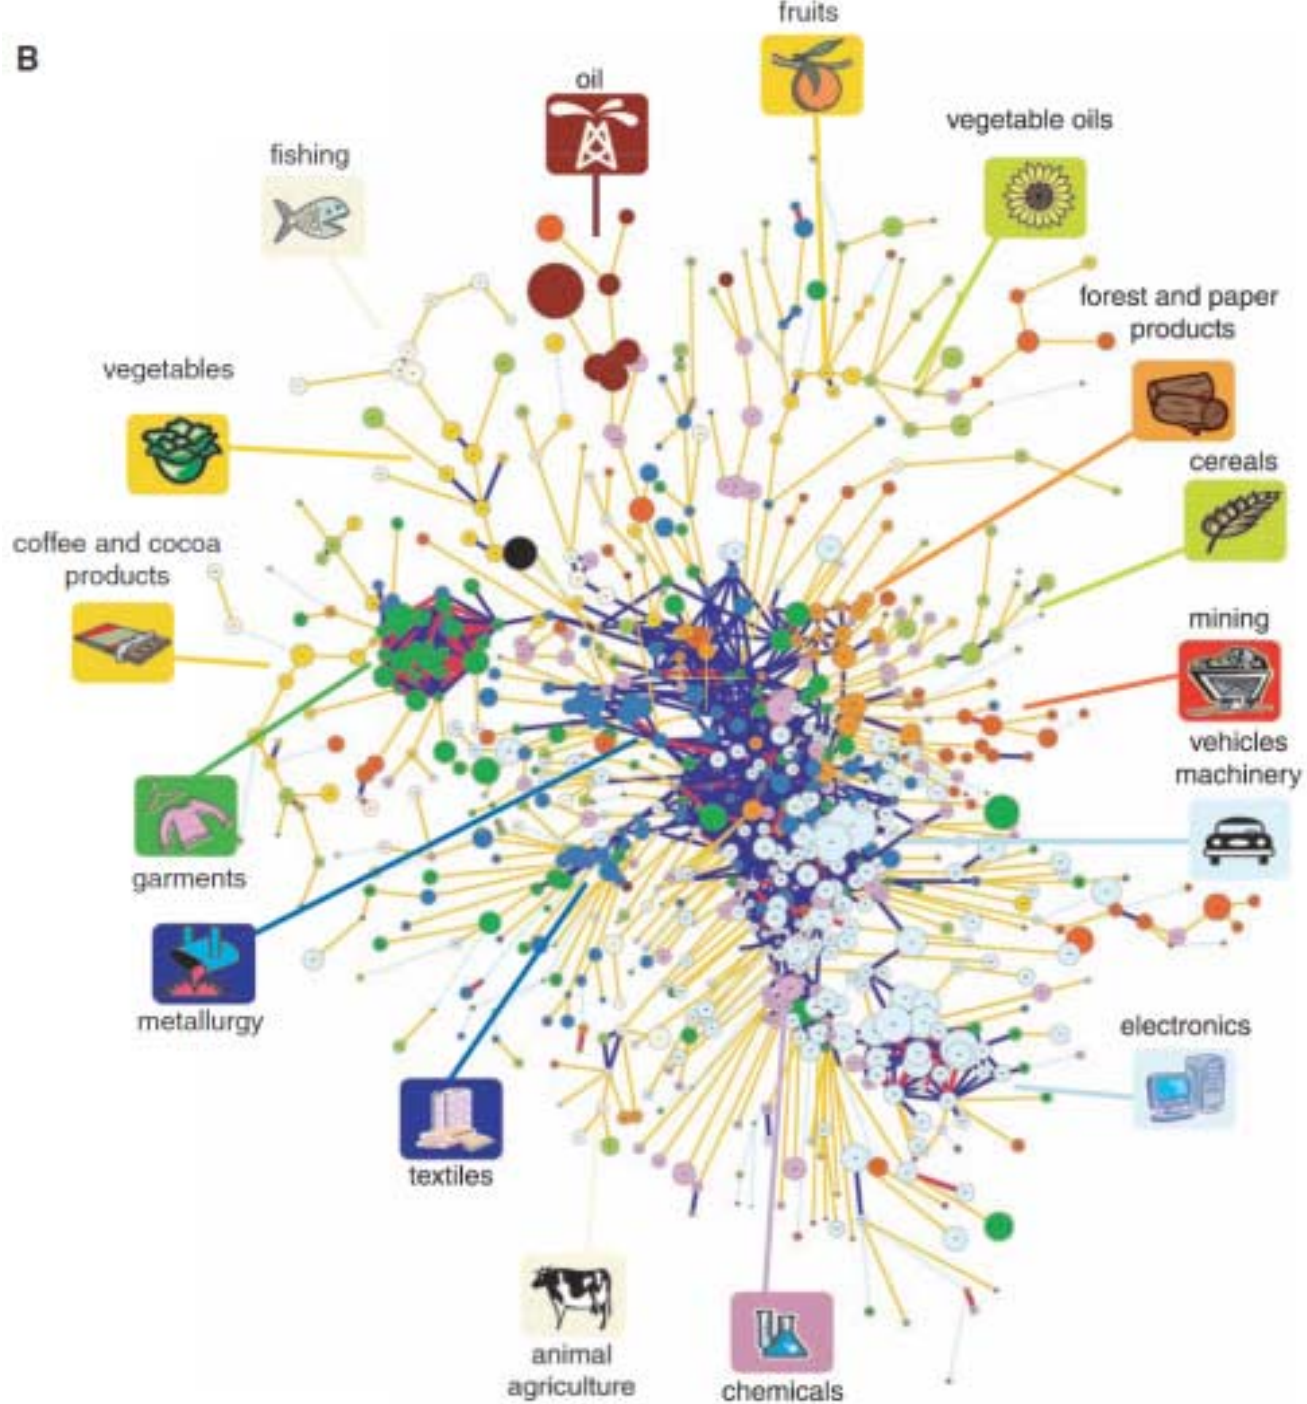 B
fruits
oil
vegetable oils
fishing
forest and paper
products
vegetables
cereals
coffee and cocoa
products
mining
vehicles
machinery
garments
metallurgy
electronics
textiles
animal
agriculture
chemicals